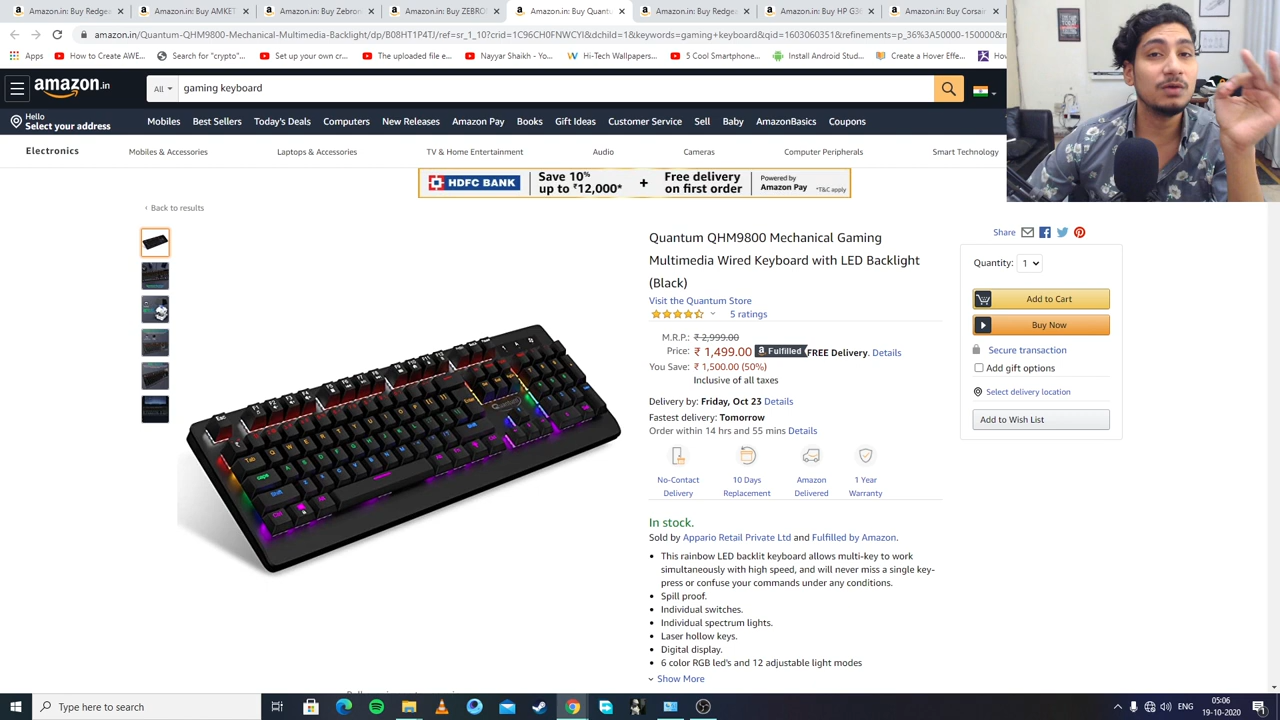 Amazon.in: Buy Redge
Amazon.in: Buy AMKET
Amazon.in: Buy Zebro
Amazon.in: Buy ZEBRO
Amazon.in: Buy Quantu
Amazon.in: Buy Redge
Amazon.in: Buy HP G3
Amazon.in: Buy Corsair
amazon.in/Quantum-QHM9800-Mechanical-Multimedia-Backlight/
Apps
How to Create AWE...
Search for "crypto"...
Set up your own cr...
The uploaded file e...
Nayyar Shaikh - Yo...
Hi-Tech Wallpapers...
5 Cool Smartphone...
Install Android Stud...
Create a Hover Effe...
How
amazon.in
All
gaming keyboard
Hello
Select your address
Mobiles Best Sellers Today's Deals Computers New Releases Amazon Pay Books Gift Ideas Customer Service Sell Baby AmazonBasics Coupons
Electronics Mobiles & Accessories Laptops & Accessories TV & Home Entertainment Audio Cameras Computer Peripherals Smart Technology
HDFC BANK
Save 10%
up to ₹12,000*
+
Free delivery
on first order
Powered by
Amazon Pay
*T&C apply
‹ Back to results
Quantum QHM9800 Mechanical Gaming
Multimedia Wired Keyboard with LED Backlight
(Black)
Visit the Quantum Store
5 ratings
M.R.P.: ₹ 2,999.00
Price: ₹ 1,499.00 a Fulfilled FREE Delivery. Details
You Save: ₹ 1,500.00 (50%)
Inclusive of all taxes
Delivery by: Friday, Oct 23 Details
Fastest delivery: Tomorrow
Order within 14 hrs and 55 mins Details
No-Contact
Delivery
10 Days
Replacement
Amazon
Delivered
1 Year
Warranty
In stock.
Sold by Appario Retail Private Ltd and Fulfilled by Amazon.
• This rainbow LED backlit keyboard allows multi-key to work
simultaneously with high speed, and will never miss a single key-
press or confuse your commands under any conditions.
• Spill proof.
• Individual switches.
• Individual spectrum lights.
• Laser hollow keys.
• Digital display.
• 6 color RGB led's and 12 adjustable light modes
Show More
Share
Quantity: 1
Add to Cart
Buy Now
Secure transaction
Add gift options
Select delivery location
Add to Wish List
Type here to search
ENG
05:06
19-10-2020
1